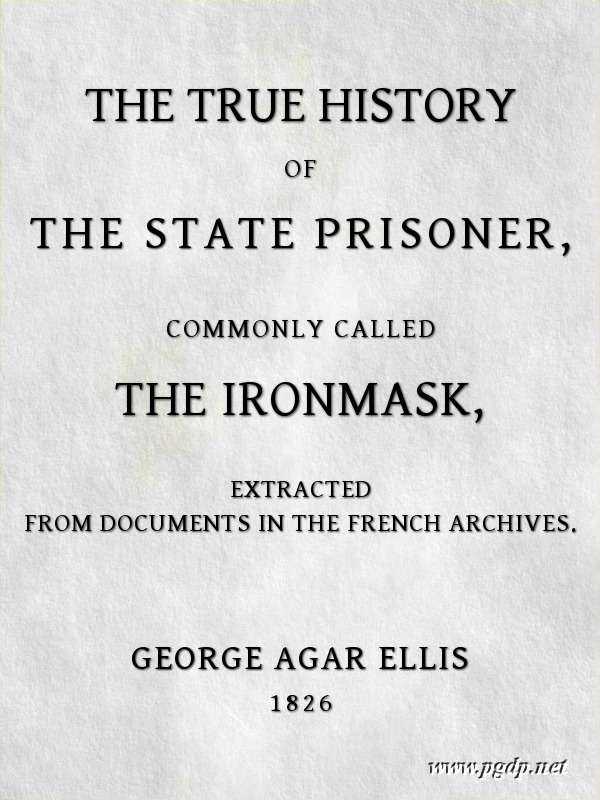 THE TRUE HISTORY
OF
THE STATE PRISONER,
COMMONLY CALLED
THE IRONMASK,
EXTRACTED
FROM DOCUMENTS IN THE FRENCH ARCHIVES.
GEORGE AGAR ELLIS
1826
www.pgdp.net